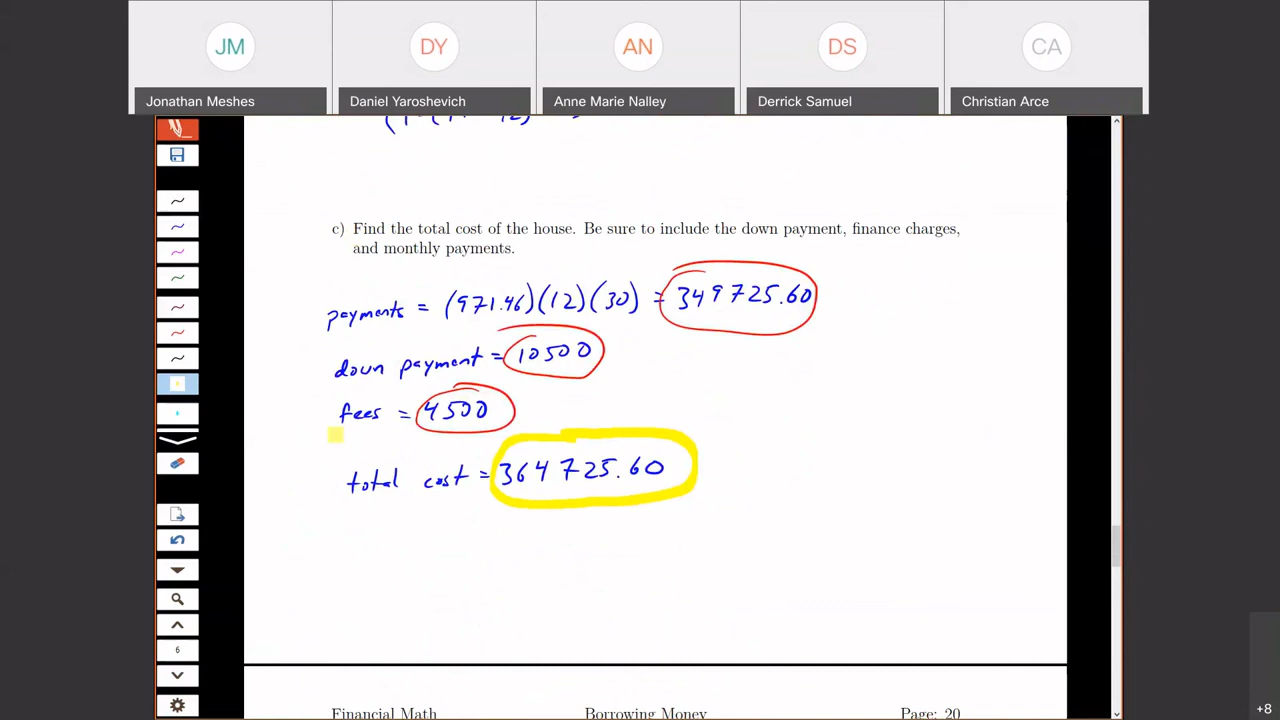 JM
DY
AN
DS
CA
Jonathan Meshes
Daniel Yaroshevich
Anne Marie Nalley
Derrick Samuel
Christian Arce
c) Find the total cost of the house. Be sure to include the down payment, finance charges,
and monthly payments.
payments = (971.46)(12)(30) = 349725.60
down payment = 10500
fees = 4500
total cost = 364725.60
6
Financial Math Borrowing Money Page: 20
+8